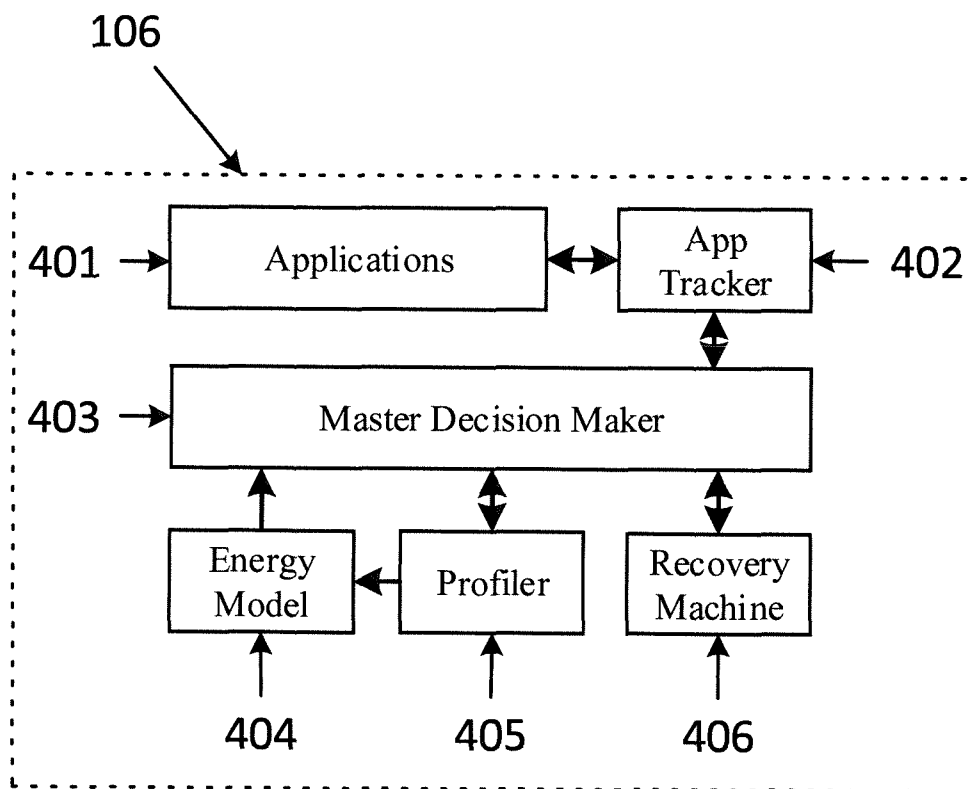 106
401
Applications
App
Tracker
402
403
Master Decision Maker
Energy
Model
Profiler
Recovery
Machine
404
405
406